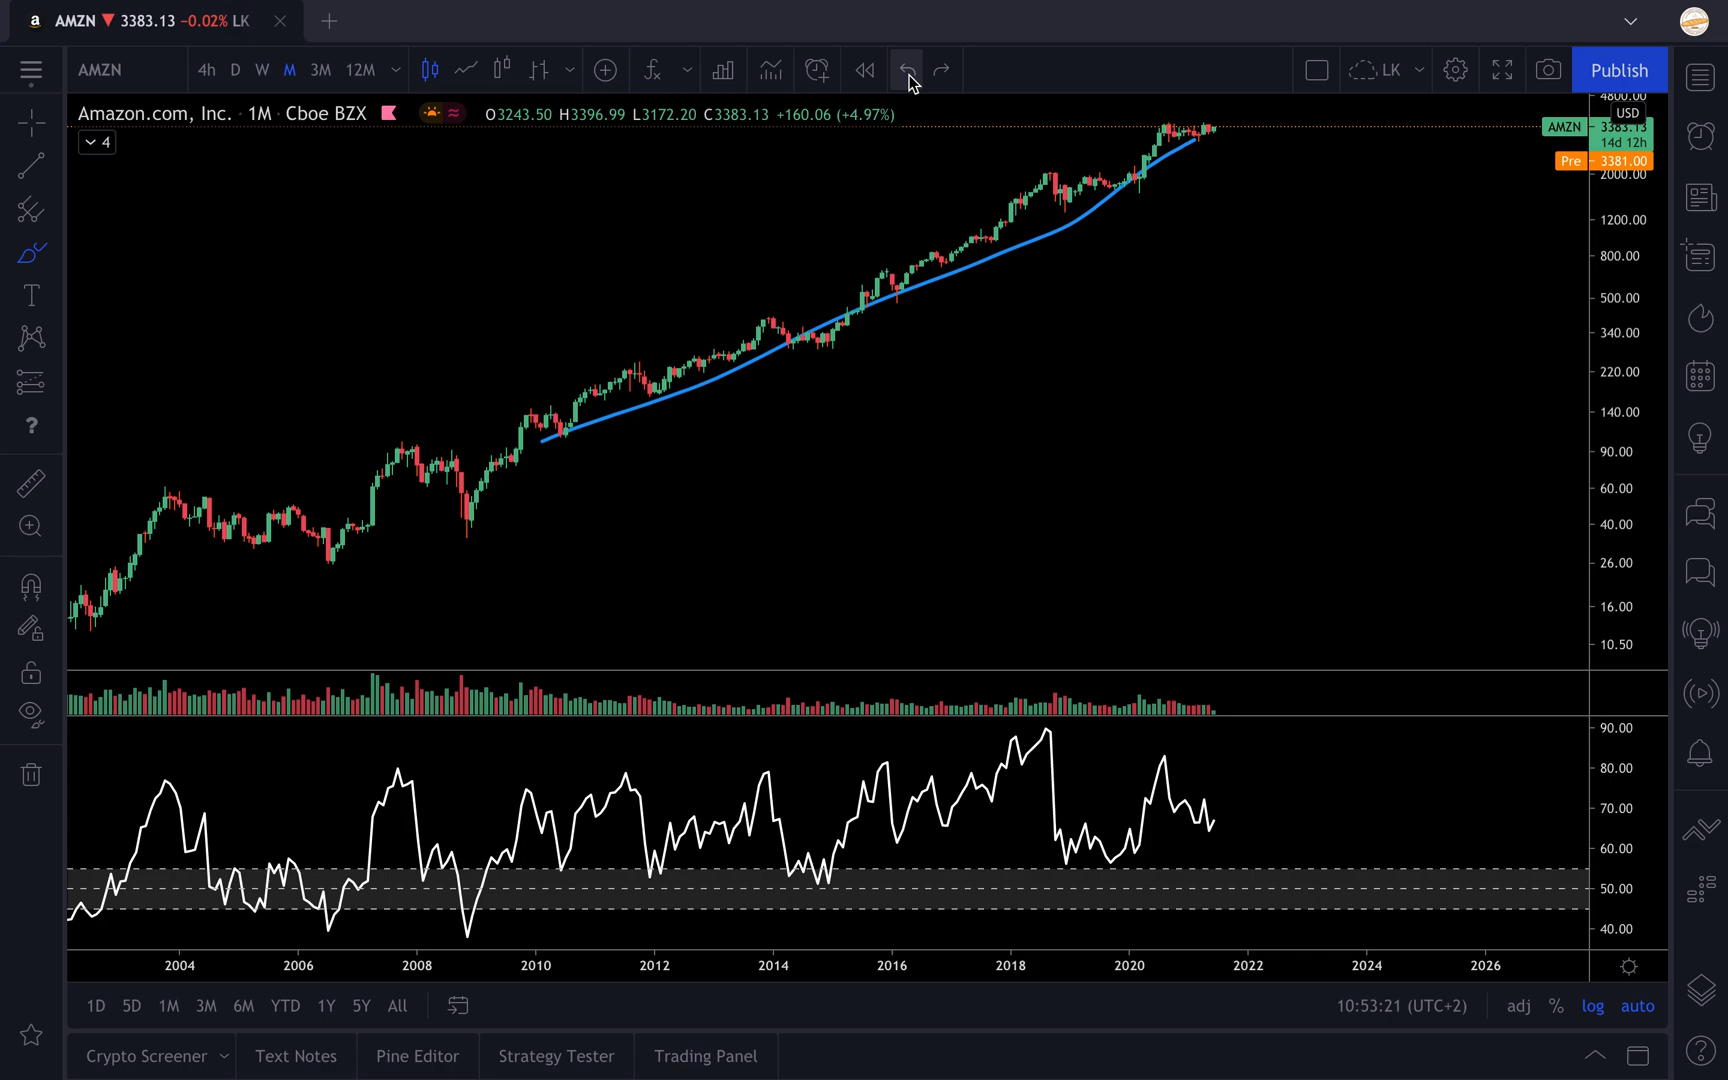 a AMZN 3383.13 −0.02% LK
AMZN 4h D W M 3M 12M LK Publish
Amazon.com, Inc. · 1M · Cboe BZX O3243.50 H3396.99 L3172.20 C3383.13 +160.06 (+4.97%)
4
4800.00
USD
AMZN 3383.13
14d 12h
Pre 3381.00
2000.00
1200.00
800.00
500.00
340.00
220.00
140.00
90.00
60.00
40.00
26.00
16.00
10.50
90.00
80.00
70.00
60.00
50.00
40.00
2004 2006 2008 2010 2012 2014 2016 2018 2020 2022 2024 2026
1D 5D 1M 3M 6M YTD 1Y 5Y All 10:53:21 (UTC+2) adj % log auto
Crypto Screener Text Notes Pine Editor Strategy Tester Trading Panel